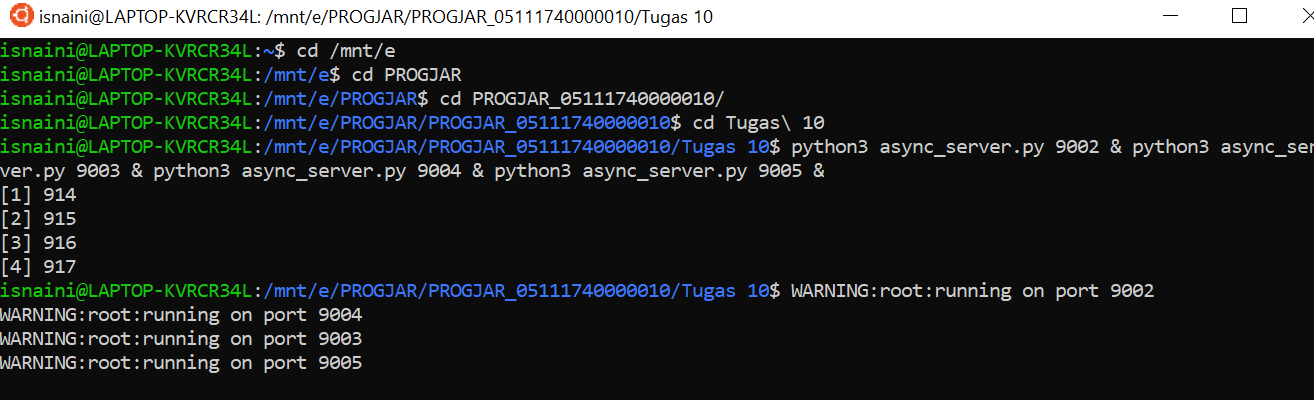 isnaini@LAPTOP-KVRCR34L: /mnt/e/PROGJAR/PROGJAR_05111740000010/Tugas 10
isnaini@LAPTOP-KVRCR34L:~$ cd /mnt/e
isnaini@LAPTOP-KVRCR34L:/mnt/e$ cd PROGJAR
isnaini@LAPTOP-KVRCR34L:/mnt/e/PROGJAR$ cd PROGJAR_05111740000010/
isnaini@LAPTOP-KVRCR34L:/mnt/e/PROGJAR/PROGJAR_05111740000010$ cd Tugas\ 10
isnaini@LAPTOP-KVRCR34L:/mnt/e/PROGJAR/PROGJAR_05111740000010/Tugas 10$ python3 async_server.py 9002 & python3 async_ser
ver.py 9003 & python3 async_server.py 9004 & python3 async_server.py 9005 &
[1] 914
[2] 915
[3] 916
[4] 917
isnaini@LAPTOP-KVRCR34L:/mnt/e/PROGJAR/PROGJAR_05111740000010/Tugas 10$ WARNING:root:running on port 9002
WARNING:root:running on port 9004
WARNING:root:running on port 9003
WARNING:root:running on port 9005